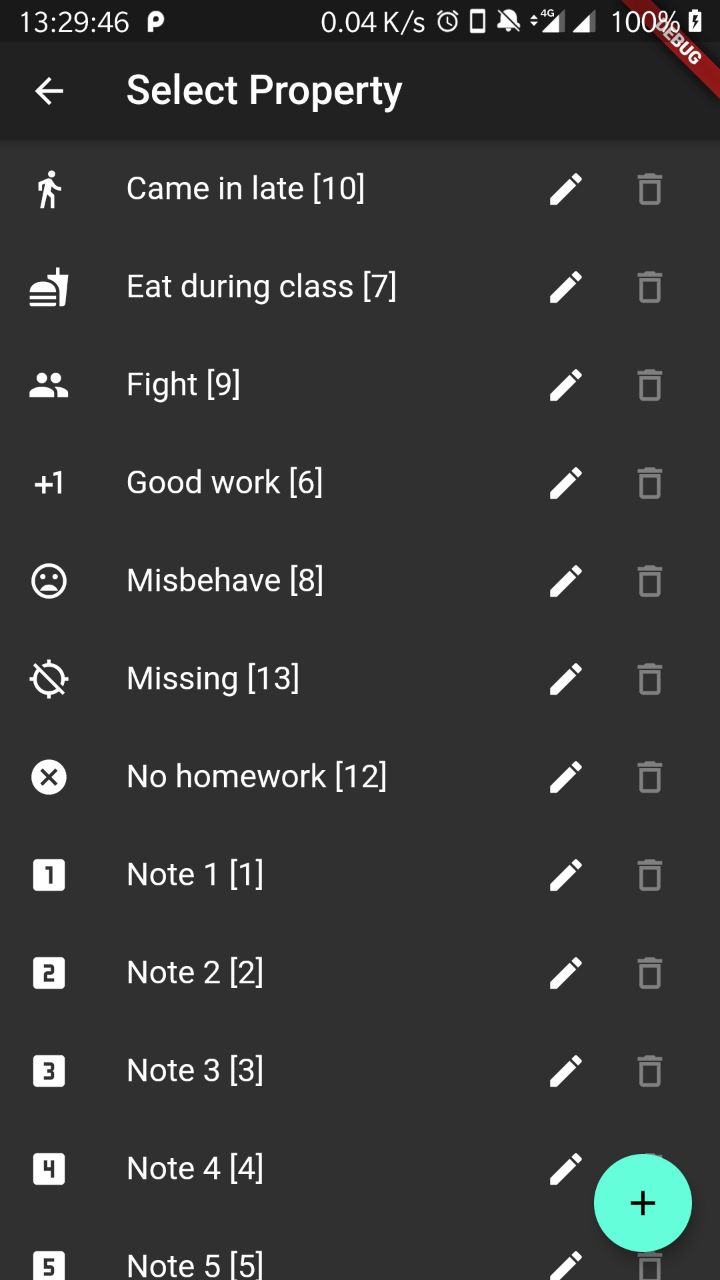 13:29:46 0.04 K/s 4G 100%
DEBUG
Select Property
Came in late [10]
Eat during class [7]
Fight [9]
+1 Good work [6]
Misbehave [8]
Missing [13]
No homework [12]
1 Note 1 [1]
2 Note 2 [2]
3 Note 3 [3]
4 Note 4 [4]
5 Note 5 [5]